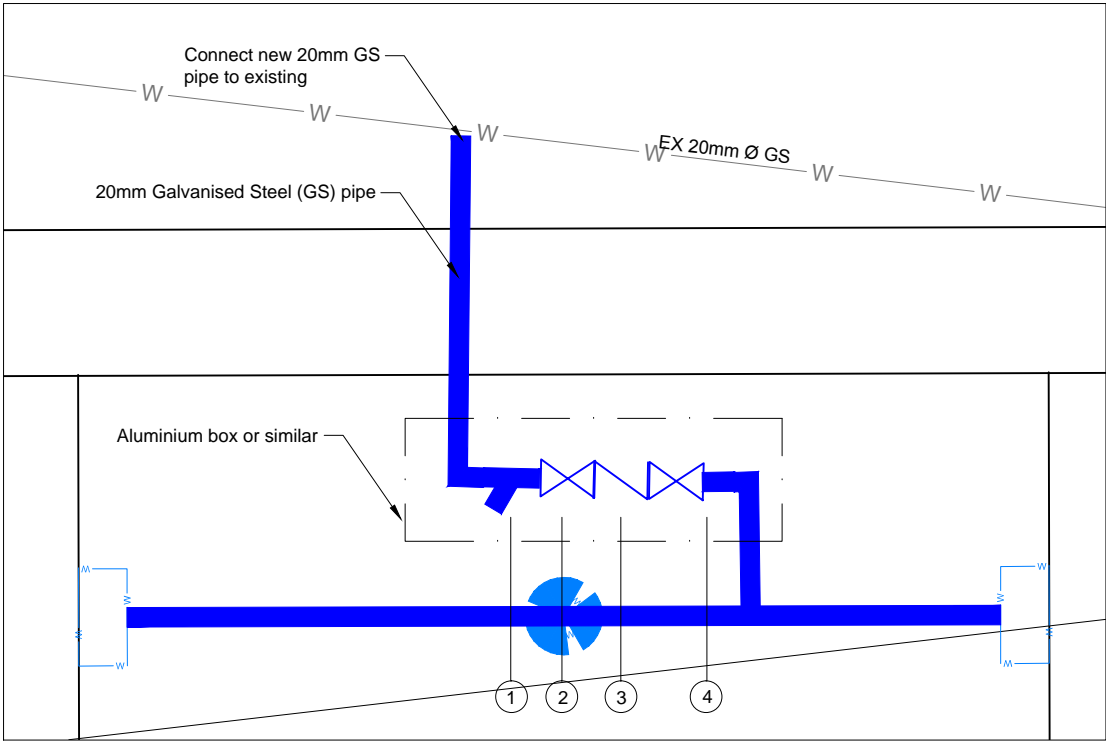 Connect new 20mm GS
pipe to existing
W W W W W W
EX 20mm Ø GS
20mm Galvanised Steel (GS) pipe
Aluminium box or similar
W W
W W W W
W W
W W
1 2 3 4